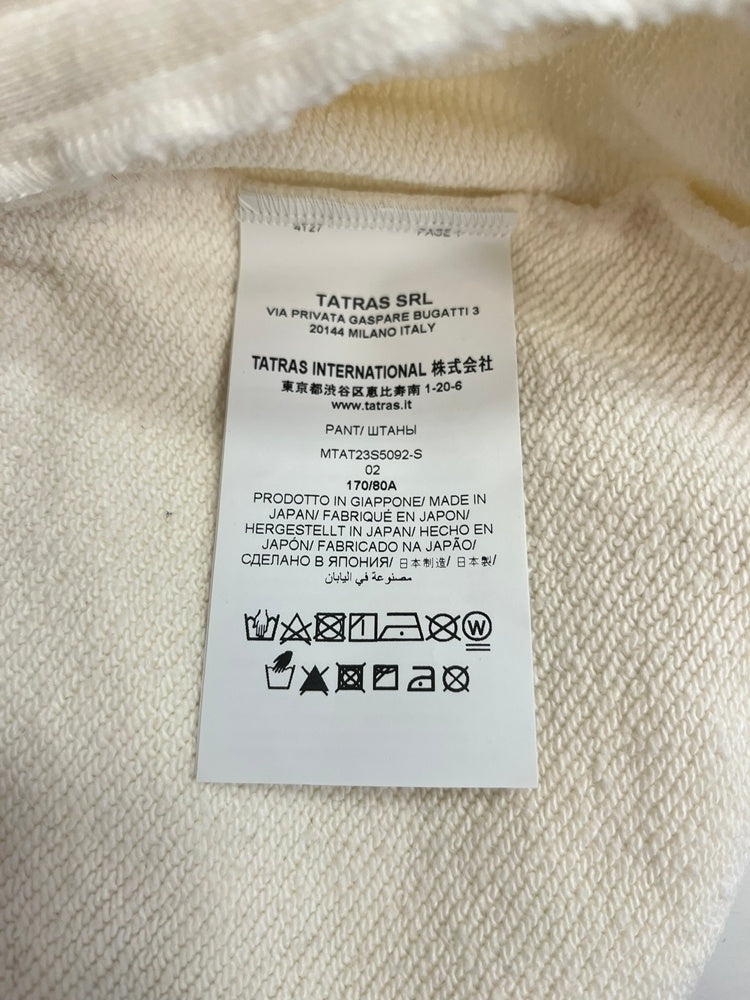 4T27 PAGE 1
TATRAS SRL
VIA PRIVATA GASPARE BUGATTI 3
20144 MILANO ITALY
TATRAS INTERNATIONAL 株式会社
東京都渋谷区恵比寿南 1-20-6
www.tatras.it
PANT/ ШТАНЫ
MTAT23S5092-S
02
170/80A
PRODOTTO IN GIAPPONE/ MADE IN
JAPAN/ FABRIQUÉ EN JAPON/
HERGESTELLT IN JAPAN/ HECHO EN
JAPÓN/ FABRICADO NA JAPÃO/
СДЕЛАНО В ЯПОНИЯ/ 日本制造/ 日本製/
مصنوعة في اليابان
W